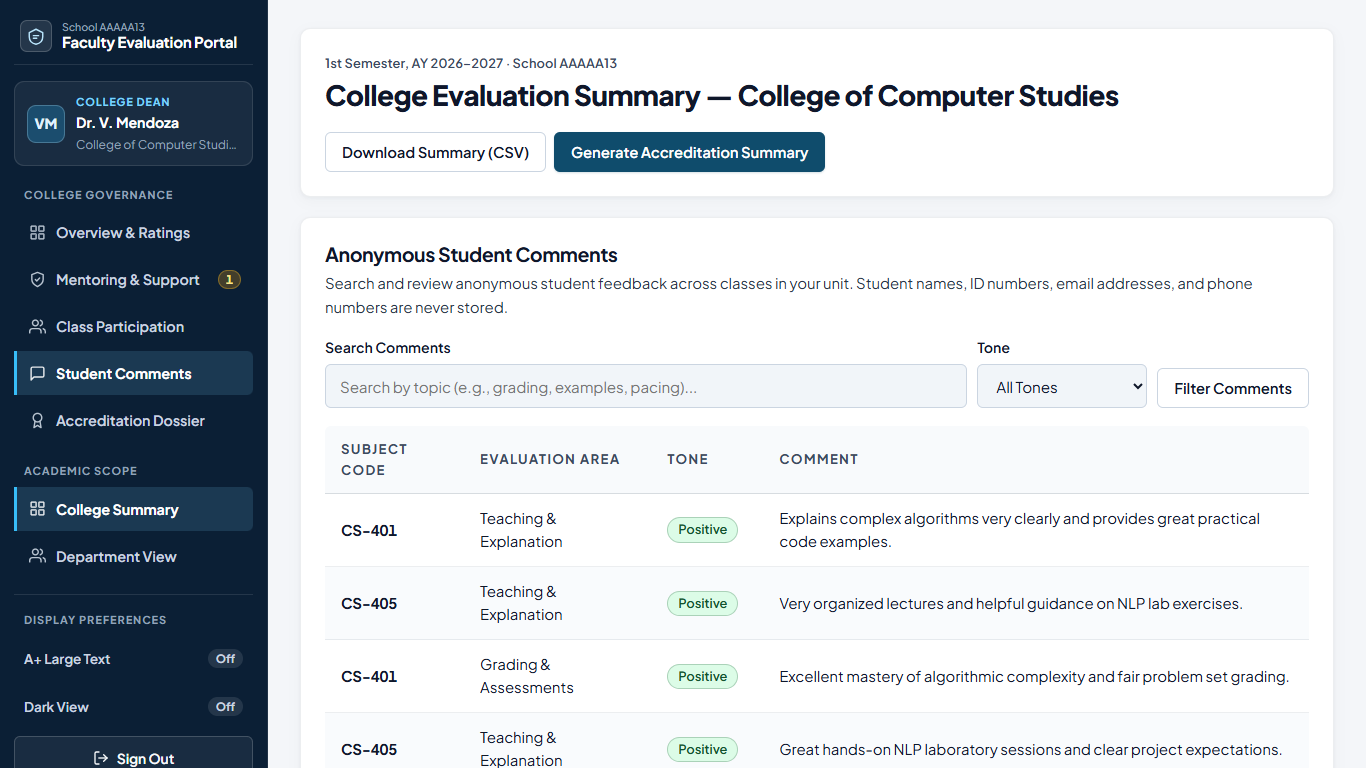 School AAAAA13
Faculty Evaluation Portal
VM
COLLEGE DEAN
Dr. V. Mendoza
College of Computer Studi...
COLLEGE GOVERNANCE
Overview & Ratings
Mentoring & Support 1
Class Participation
Student Comments
Accreditation Dossier
ACADEMIC SCOPE
College Summary
Department View
DISPLAY PREFERENCES
A+ Large Text Off
Dark View Off
Sign Out
1st Semester, AY 2026–2027 · School AAAAA13
College Evaluation Summary — College of Computer Studies
Download Summary (CSV) Generate Accreditation Summary
Anonymous Student Comments
Search and review anonymous student feedback across classes in your unit. Student names, ID numbers, email addresses, and phone
numbers are never stored.
Search Comments Tone
Search by topic (e.g., grading, examples, pacing)... All Tones Filter Comments
SUBJECT
CODE
EVALUATION AREA TONE COMMENT
CS-401
Teaching &
Explanation
Positive
Explains complex algorithms very clearly and provides great practical
code examples.
CS-405
Teaching &
Explanation
Positive
Very organized lectures and helpful guidance on NLP lab exercises.
CS-401
Grading &
Assessments
Positive
Excellent mastery of algorithmic complexity and fair problem set grading.
CS-405
Teaching &
Explanation
Positive
Great hands-on NLP laboratory sessions and clear project expectations.